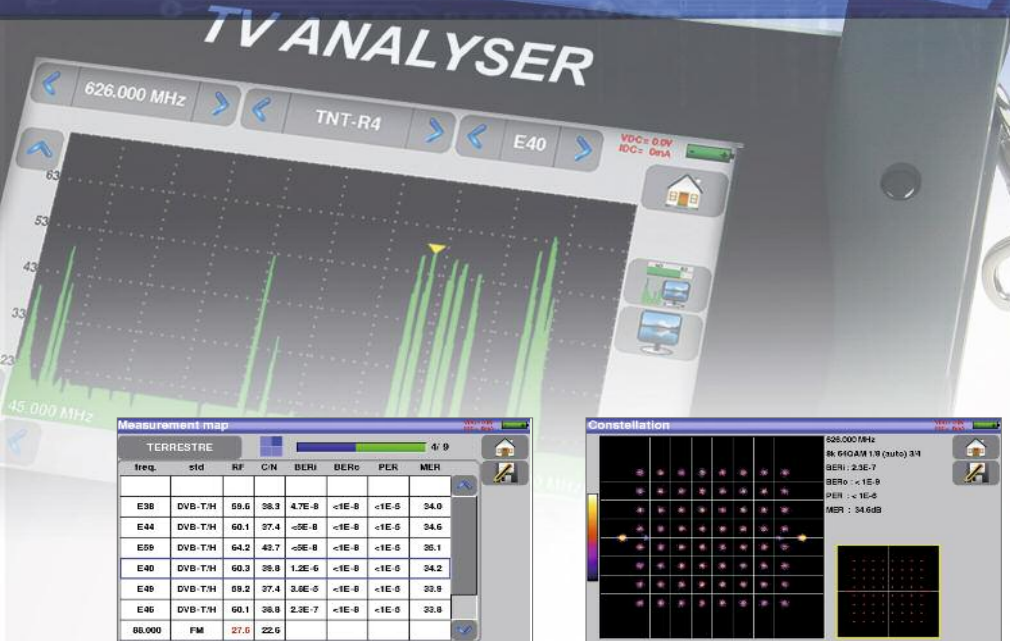 TV ANALYSER
626.000 MHz TNT-R4 E40
VDC= 0.0V
IDC= 0mA
63
53
43
33
23
45.000 MHz
Measurement map
TERRESTRE 4/ 9
freq. std RF C/N BERi BERo PER MER
E38 DVB-T/H 59.6 38.3 4.7E-8 <1E-8 <1E-5 34.0
E44 DVB-T/H 60.1 37.4 <5E-8 <1E-8 <1E-5 34.6
E59 DVB-T/H 64.2 43.7 <5E-8 <1E-8 <1E-5 35.1
E40 DVB-T/H 60.3 39.8 1.2E-6 <1E-8 <1E-5 34.2
E49 DVB-T/H 59.2 37.4 <1E-8 <1E-5 33.9
E46 DVB-T/H 60.1 38.8 2.3E-7 <1E-8 <1E-5 33.8
88.000 FM 27.6 22.6
Constellation
626.000 MHz
8k 64QAM 1/8 (auto) 3/4
BERi : 2.3E-7
BERo : < 1E-9
PER : < 1E-6
MER : 34.6dB